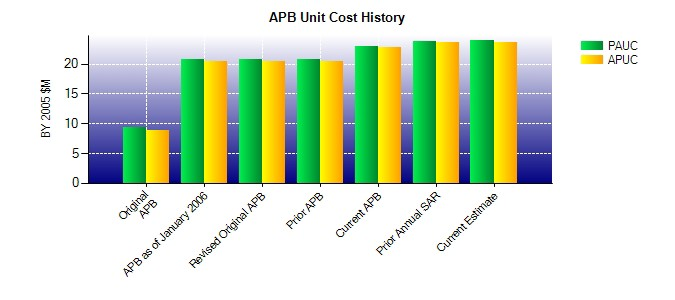 APB Unit Cost History
BY 2005 $M
20
15
10
5
0
Original
APB
APB as of January 2006
Revised Original APB
Prior APB
Current APB
Prior Annual SAR
Current Estimate
PAUC
APUC